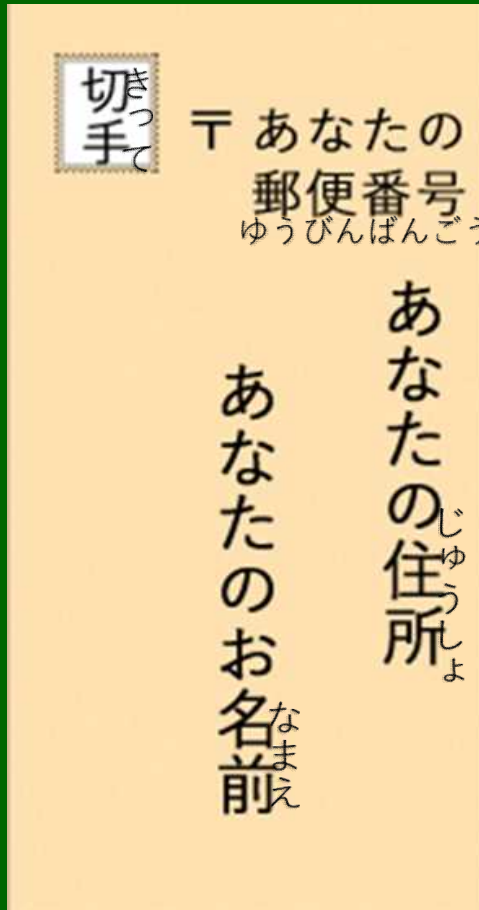 切手
きって
〒あなたの
郵便番号
ゆうびんばんごう
あなたの住所
じゅうしょ
あなたのお名前
なまえ